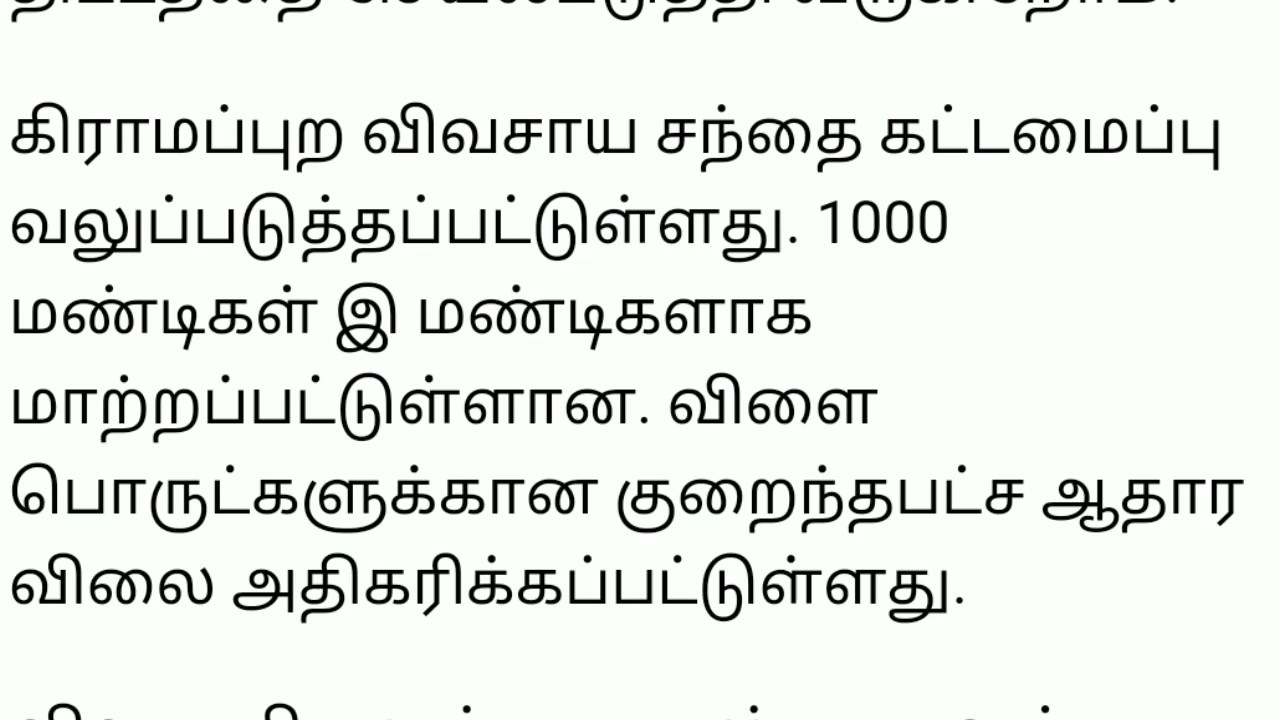 கிராமப்புற விவசாய சந்தை கட்டமைப்பு
வலுப்படுத்தப்பட்டுள்ளது. 1000
மண்டிகள் இ மண்டிகளாக
மாற்றப்பட்டுள்ளான. விளை
பொருட்களுக்கான குறைந்தபட்ச ஆதார
விலை அதிகரிக்கப்பட்டுள்ளது.